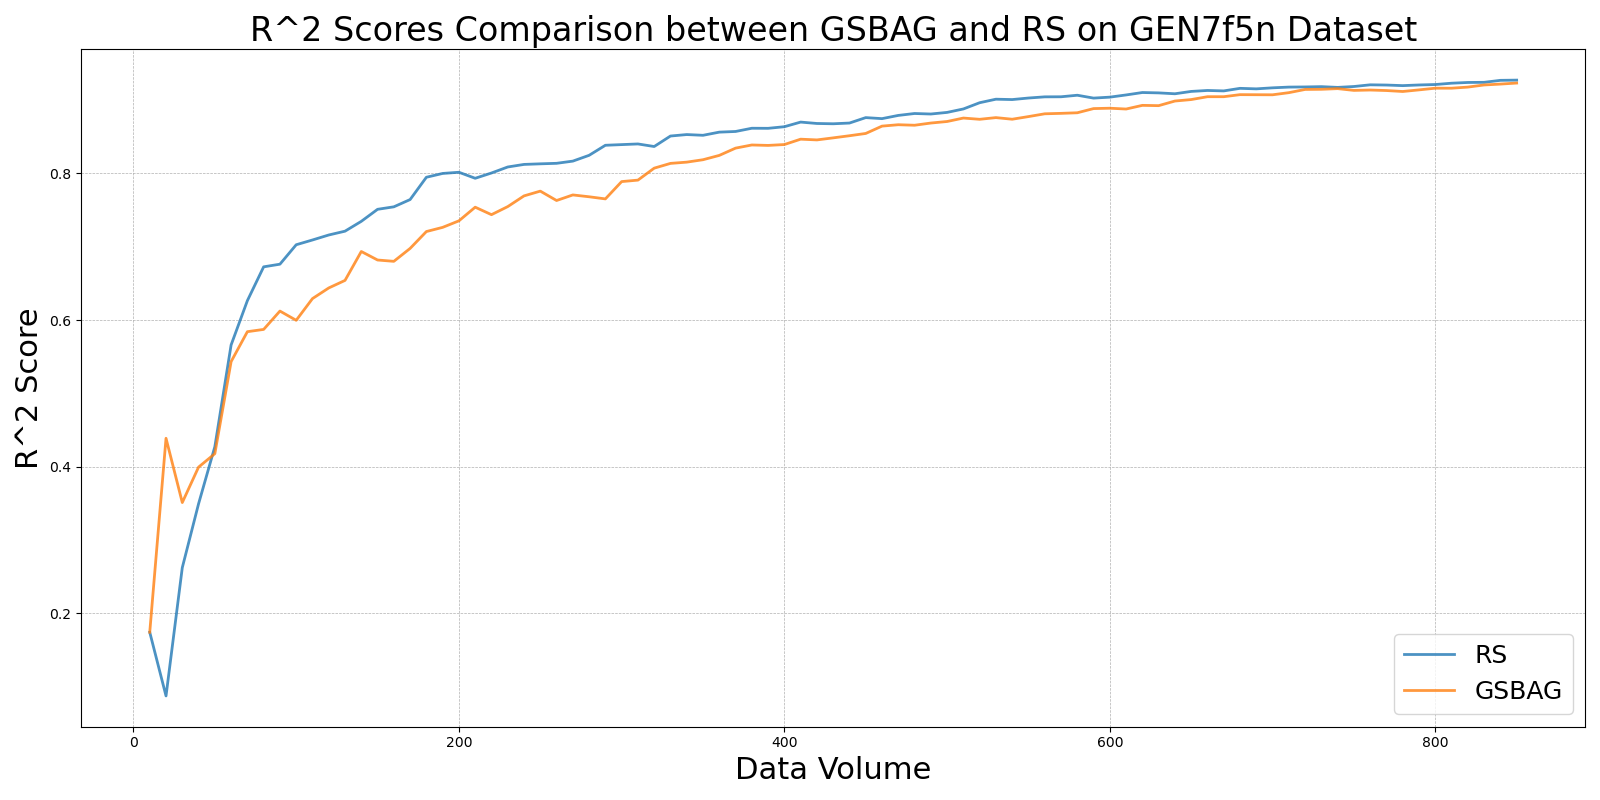 R^2 Scores Comparison between GSBAG and RS on GEN7f5n Dataset
R^2 Score
0.8
0.6
0.4
0.2
0
200
400
600
800
Data Volume
RS
GSBAG